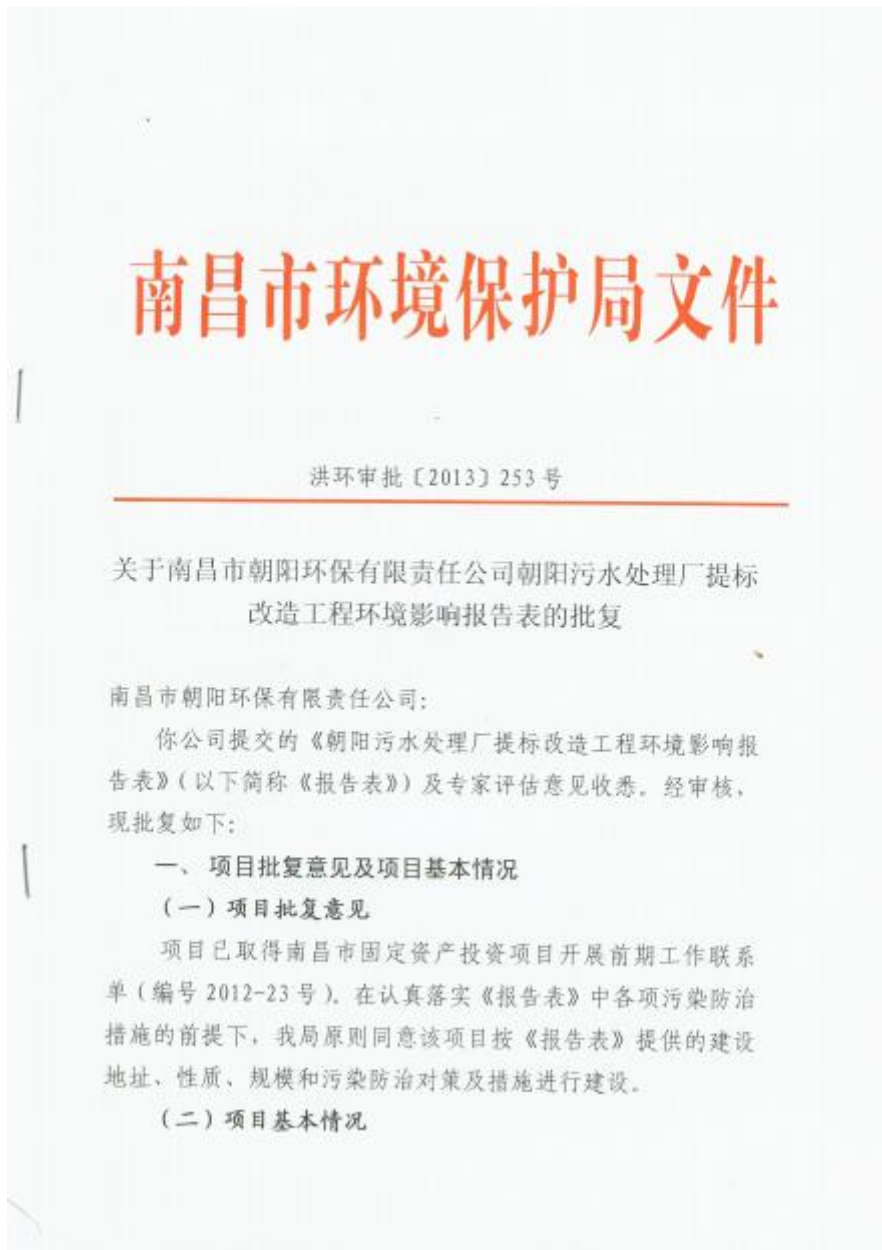 南昌市环境保护局文件
洪环审批〔2013〕253号
关于南昌市朝阳环保有限责任公司朝阳污水处理厂提标
改造工程环境影响报告表的批复
南昌市朝阳环保有限责任公司：
你公司提交的《朝阳污水处理厂提标改造工程环境影响报
告表》（以下简称《报告表》）及专家评估意见收悉。经审核，
现批复如下：
一、项目批复意见及项目基本情况
（一）项目批复意见
项目已取得南昌市固定资产投资项目开展前期工作联系
单（编号 2012-23 号）。在认真落实《报告表》中各项污染防治
措施的前提下，我局原则同意该项目按《报告表》提供的建设
地址、性质、规模和污染防治对策及措施进行建设。
（二）项目基本情况